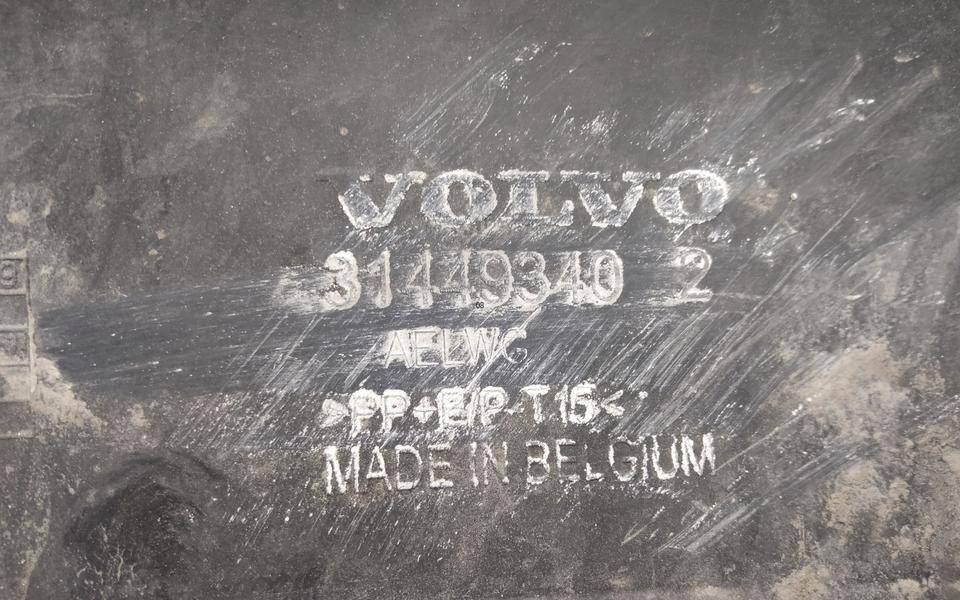 VOLVO
31449340 2
AELWC
>PP+E/P-T15<
MADE IN BELGIUM